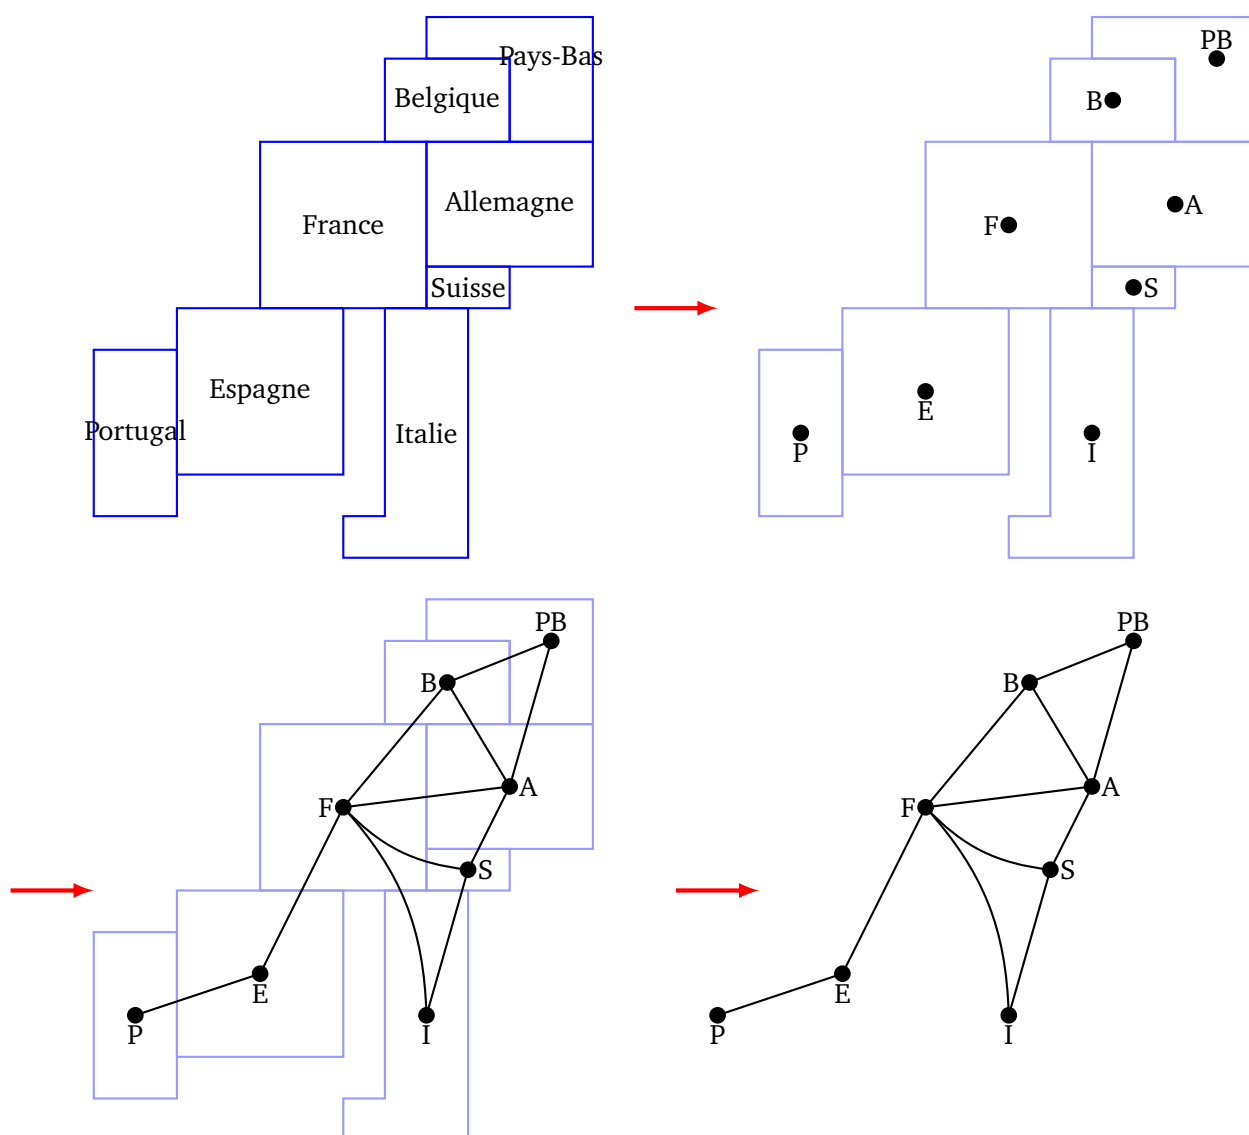 Pays-Bas
Belgique
Allemagne
France
Suisse
Espagne
Portugal
Italie
PB
B
A
F
S
E
P
I
PB
B
A
F
S
E
P
I
PB
B
A
F
S
E
P
I